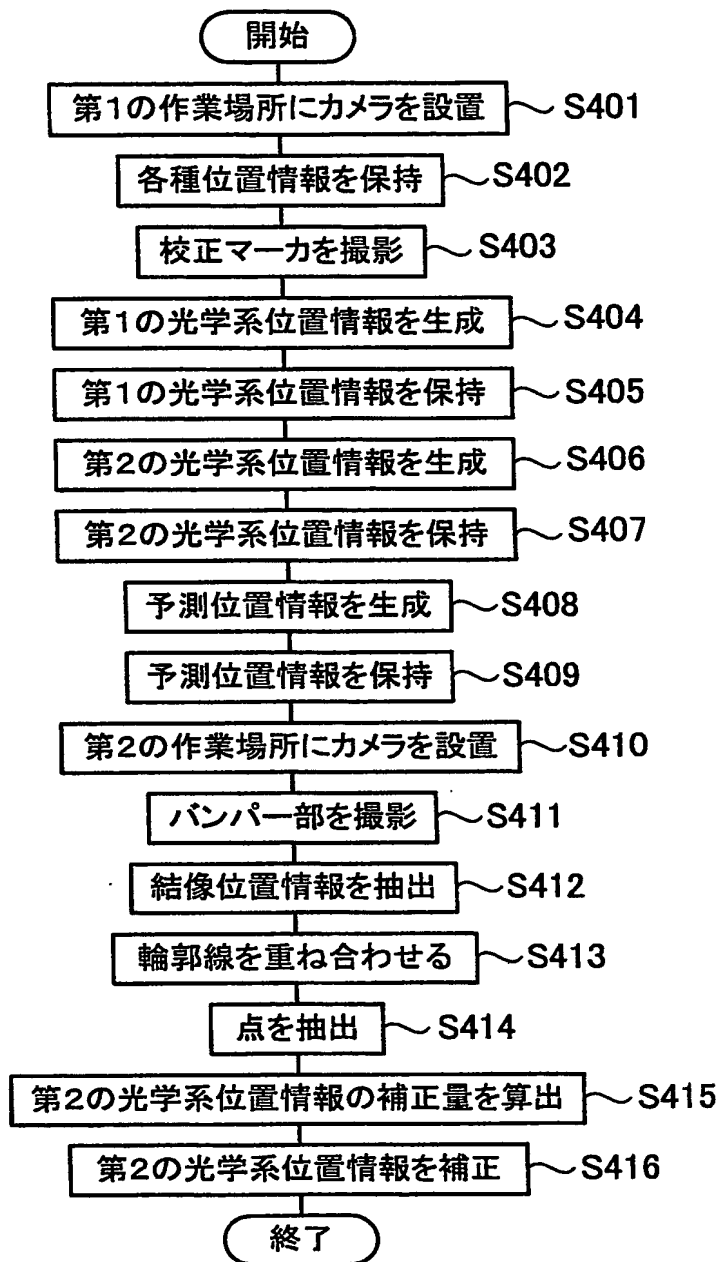 開始
第1の作業場所にカメラを設置 S401
各種位置情報を保持 S402
校正マーカを撮影 S403
第1の光学系位置情報を生成 S404
第1の光学系位置情報を保持 S405
第2の光学系位置情報を生成 S406
第2の光学系位置情報を保持 S407
予測位置情報を生成 S408
予測位置情報を保持 S409
第2の作業場所にカメラを設置 S410
バンパー部を撮影 S411
結像位置情報を抽出 S412
輪郭線を重ね合わせる S413
点を抽出 S414
第2の光学系位置情報の補正量を算出 S415
第2の光学系位置情報を補正 S416
終了